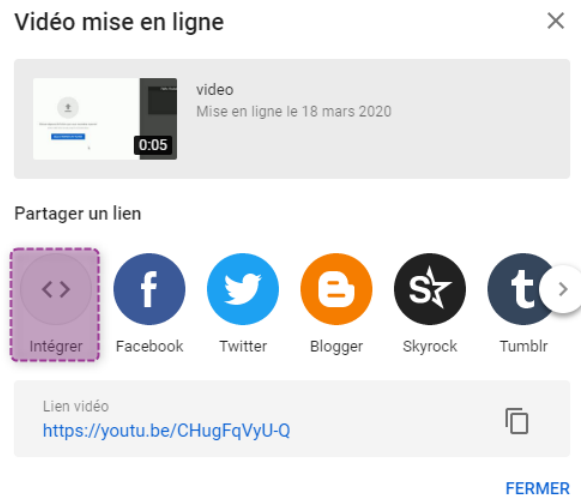 Vidéo mise en ligne
video
Mise en ligne le 18 mars 2020
0:05
Partager un lien
Intégrer
Facebook
Twitter
Blogger
Skyrock
Tumblr
Lien vidéo
https://youtu.be/CHugFqVyU-Q
FERMER